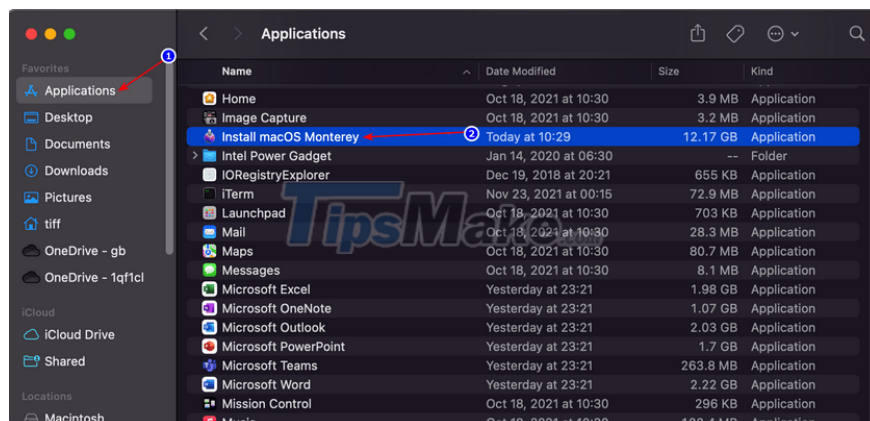 Applications
Favorites
Applications
Desktop
Documents
Downloads
Pictures
tiff
OneDrive - gb
OneDrive - 1qf1cl
iCloud
iCloud Drive
Shared
Locations
Macintosh
1
2
Name Date Modified Size Kind
Home Oct 18, 2021 at 10:30 3.9 MB Application
Image Capture Oct 18, 2021 at 10:30 3.2 MB Application
Install macOS Monterey Today at 10:29 12.17 GB Application
Intel Power Gadget Jan 14, 2020 at 06:30 -- Folder
IORegistryExplorer Dec 19, 2018 at 20:21 655 KB Application
iTerm Nov 23, 2021 at 00:15 72.9 MB Application
Launchpad Oct 18, 2021 at 10:30 703 KB Application
Mail Oct 18, 2021 at 10:30 28.3 MB Application
Maps Oct 18, 2021 at 10:30 80.7 MB Application
Messages Oct 18, 2021 at 10:30 8.1 MB Application
Microsoft Excel Yesterday at 23:21 1.98 GB Application
Microsoft OneNote Yesterday at 23:21 1.07 GB Application
Microsoft Outlook Yesterday at 23:21 2.03 GB Application
Microsoft PowerPoint Yesterday at 23:21 1.7 GB Application
Microsoft Teams Yesterday at 23:21 263.8 MB Application
Microsoft Word Yesterday at 23:21 2.22 GB Application
Mission Control Oct 18, 2021 at 10:30 296 KB Application
TipsMake.com